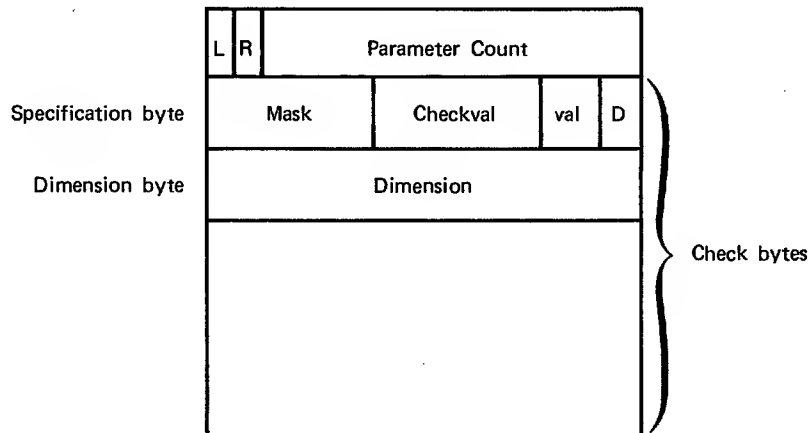 L R Parameter Count
Specification byte Mask Checkval val D
Dimension byte Dimension
Check bytes